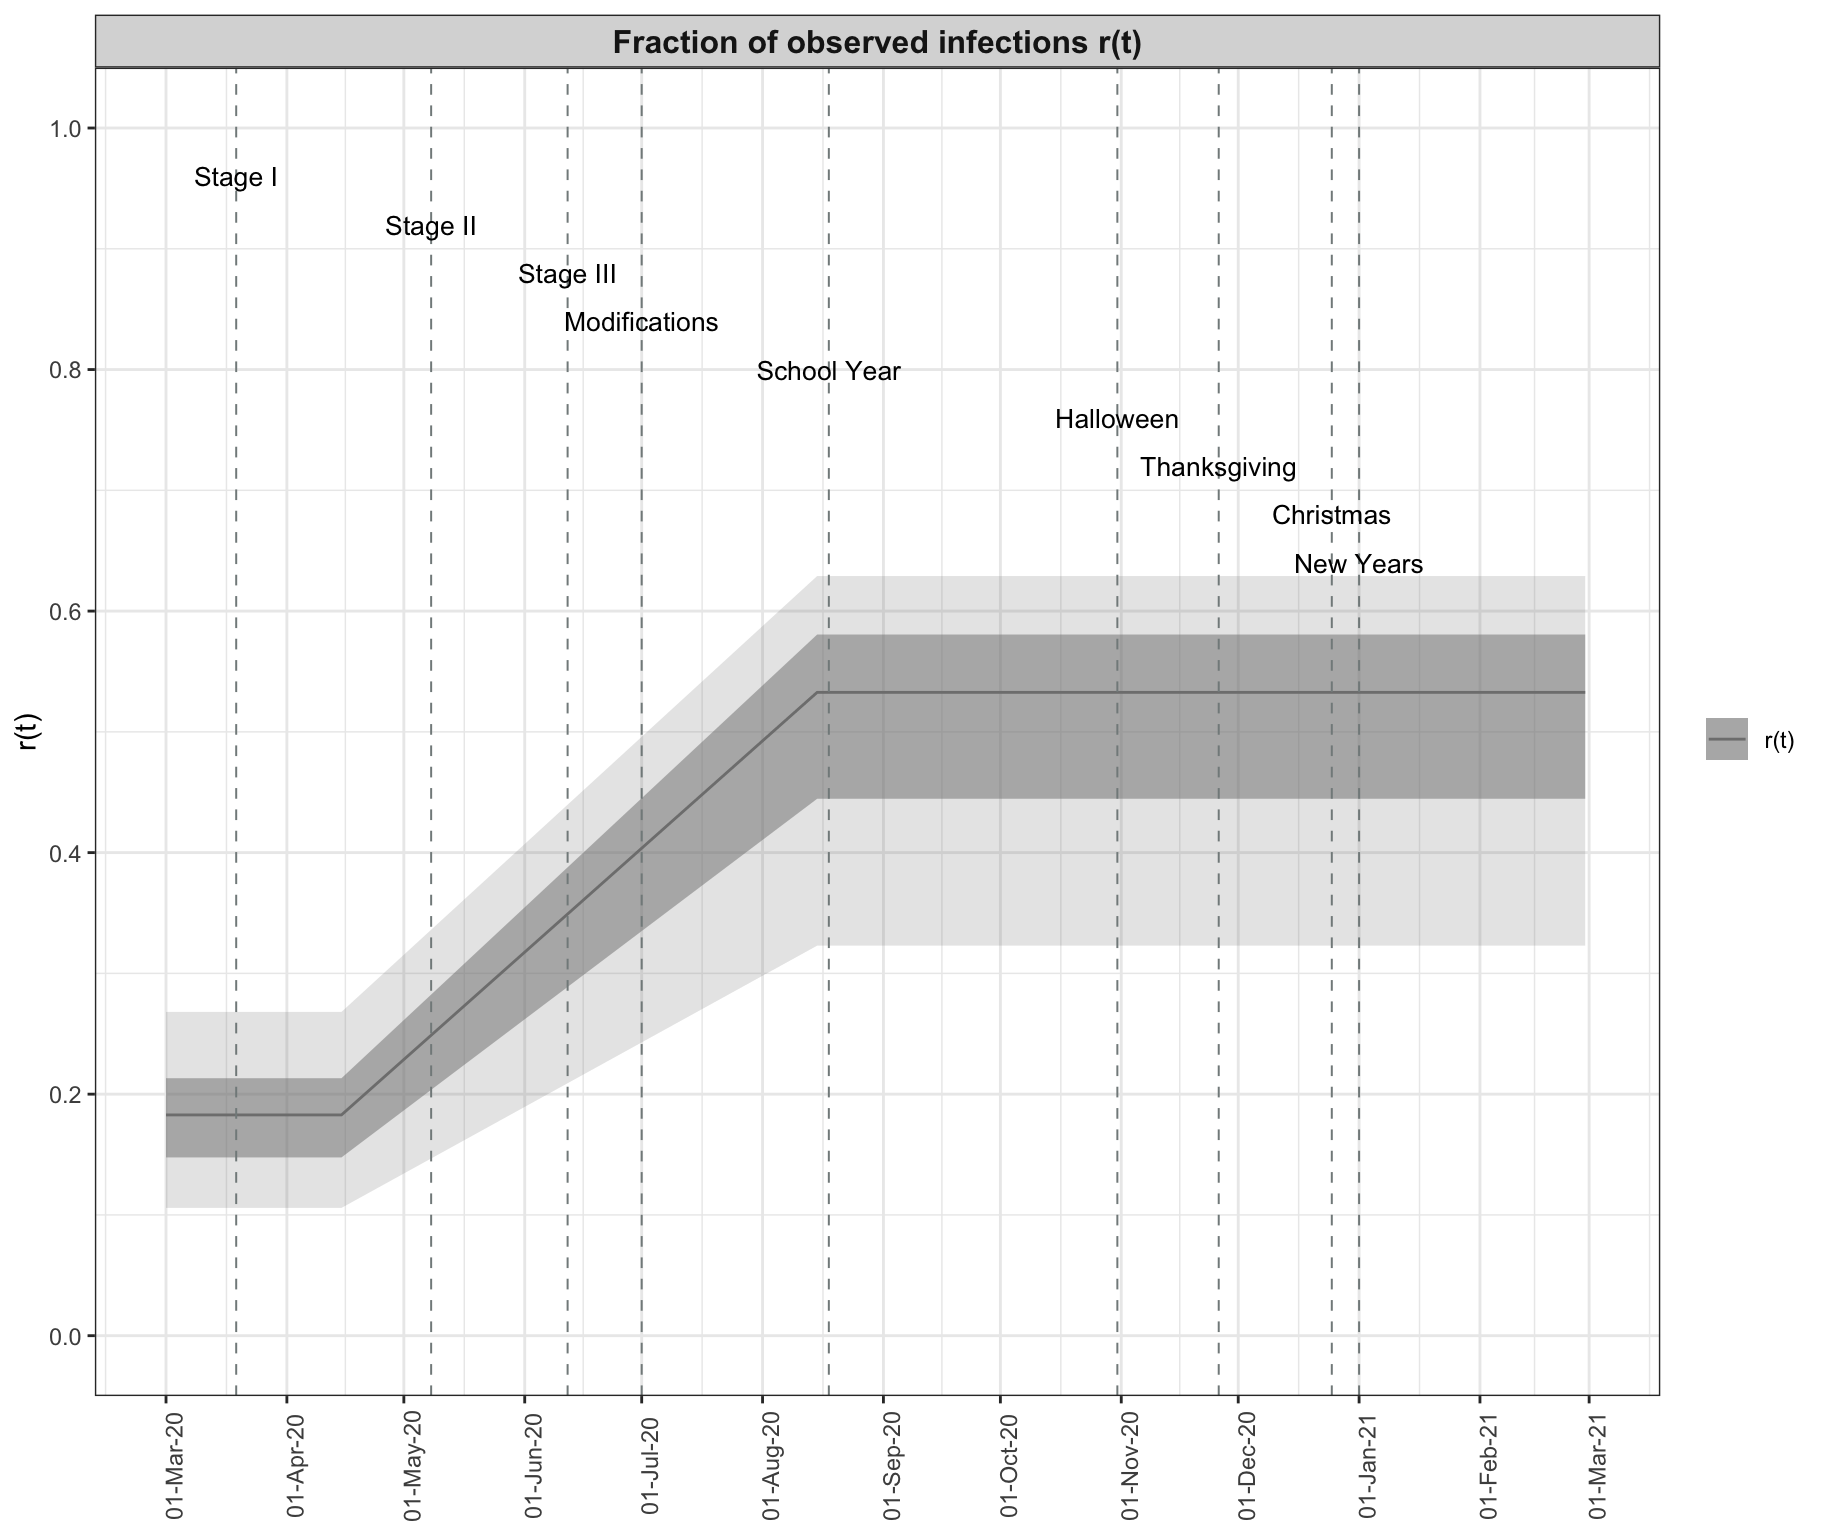 Fraction of observed infections r(t)
1.0
0.8
0.6
0.4
0.2
0.0
r(t)
Stage I
Stage II
Stage III
Modifications
School Year
Halloween
Thanksgiving
Christmas
New Years
r(t)
01-Mar-20
01-Apr-20
01-May-20
01-Jun-20
01-Jul-20
01-Aug-20
01-Sep-20
01-Oct-20
01-Nov-20
01-Dec-20
01-Jan-21
01-Feb-21
01-Mar-21